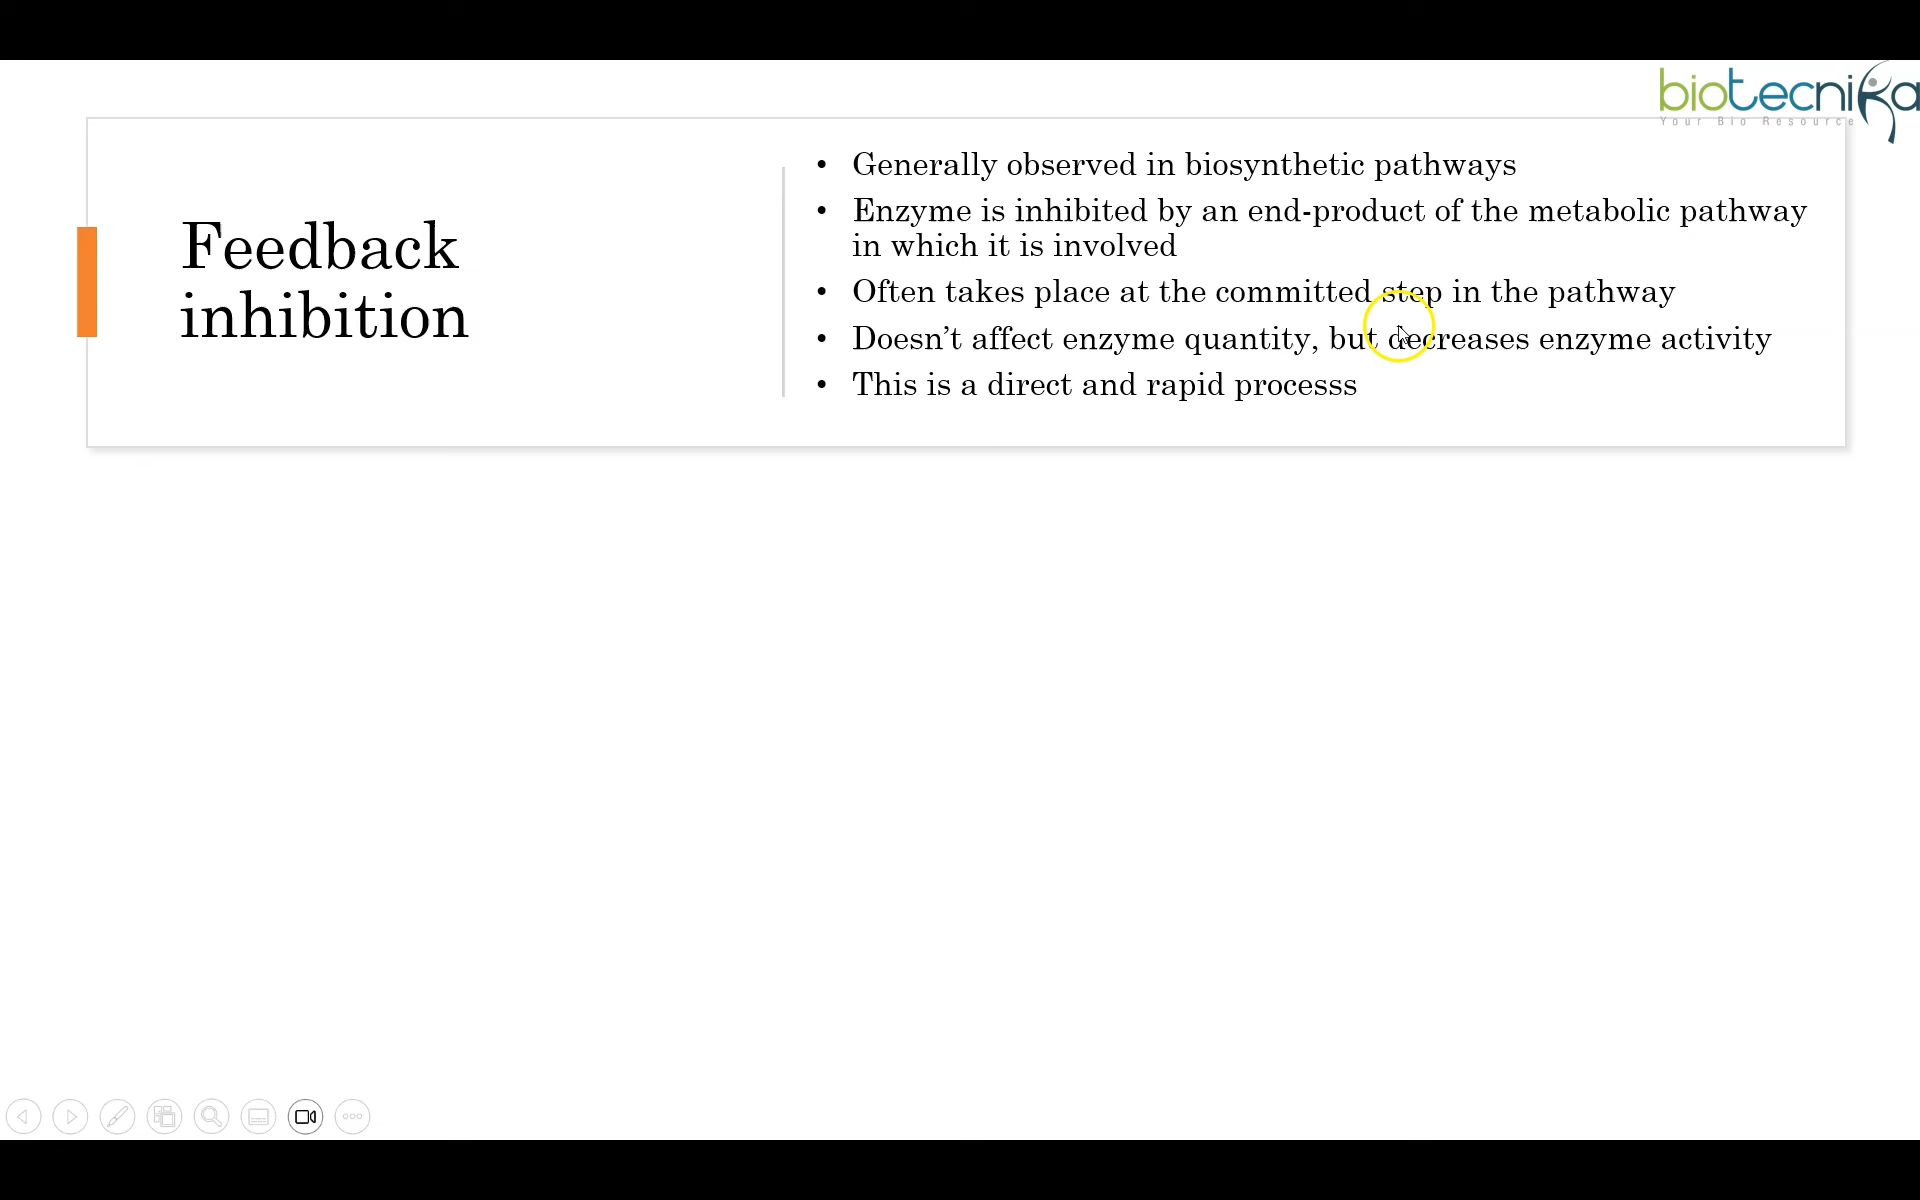 biotecnika
Your Bio Resource
Feedback
inhibition
• Generally observed in biosynthetic pathways
• Enzyme is inhibited by an end-product of the metabolic pathway
in which it is involved
• Often takes place at the committed step in the pathway
• Doesn’t affect enzyme quantity, but decreases enzyme activity
• This is a direct and rapid processs